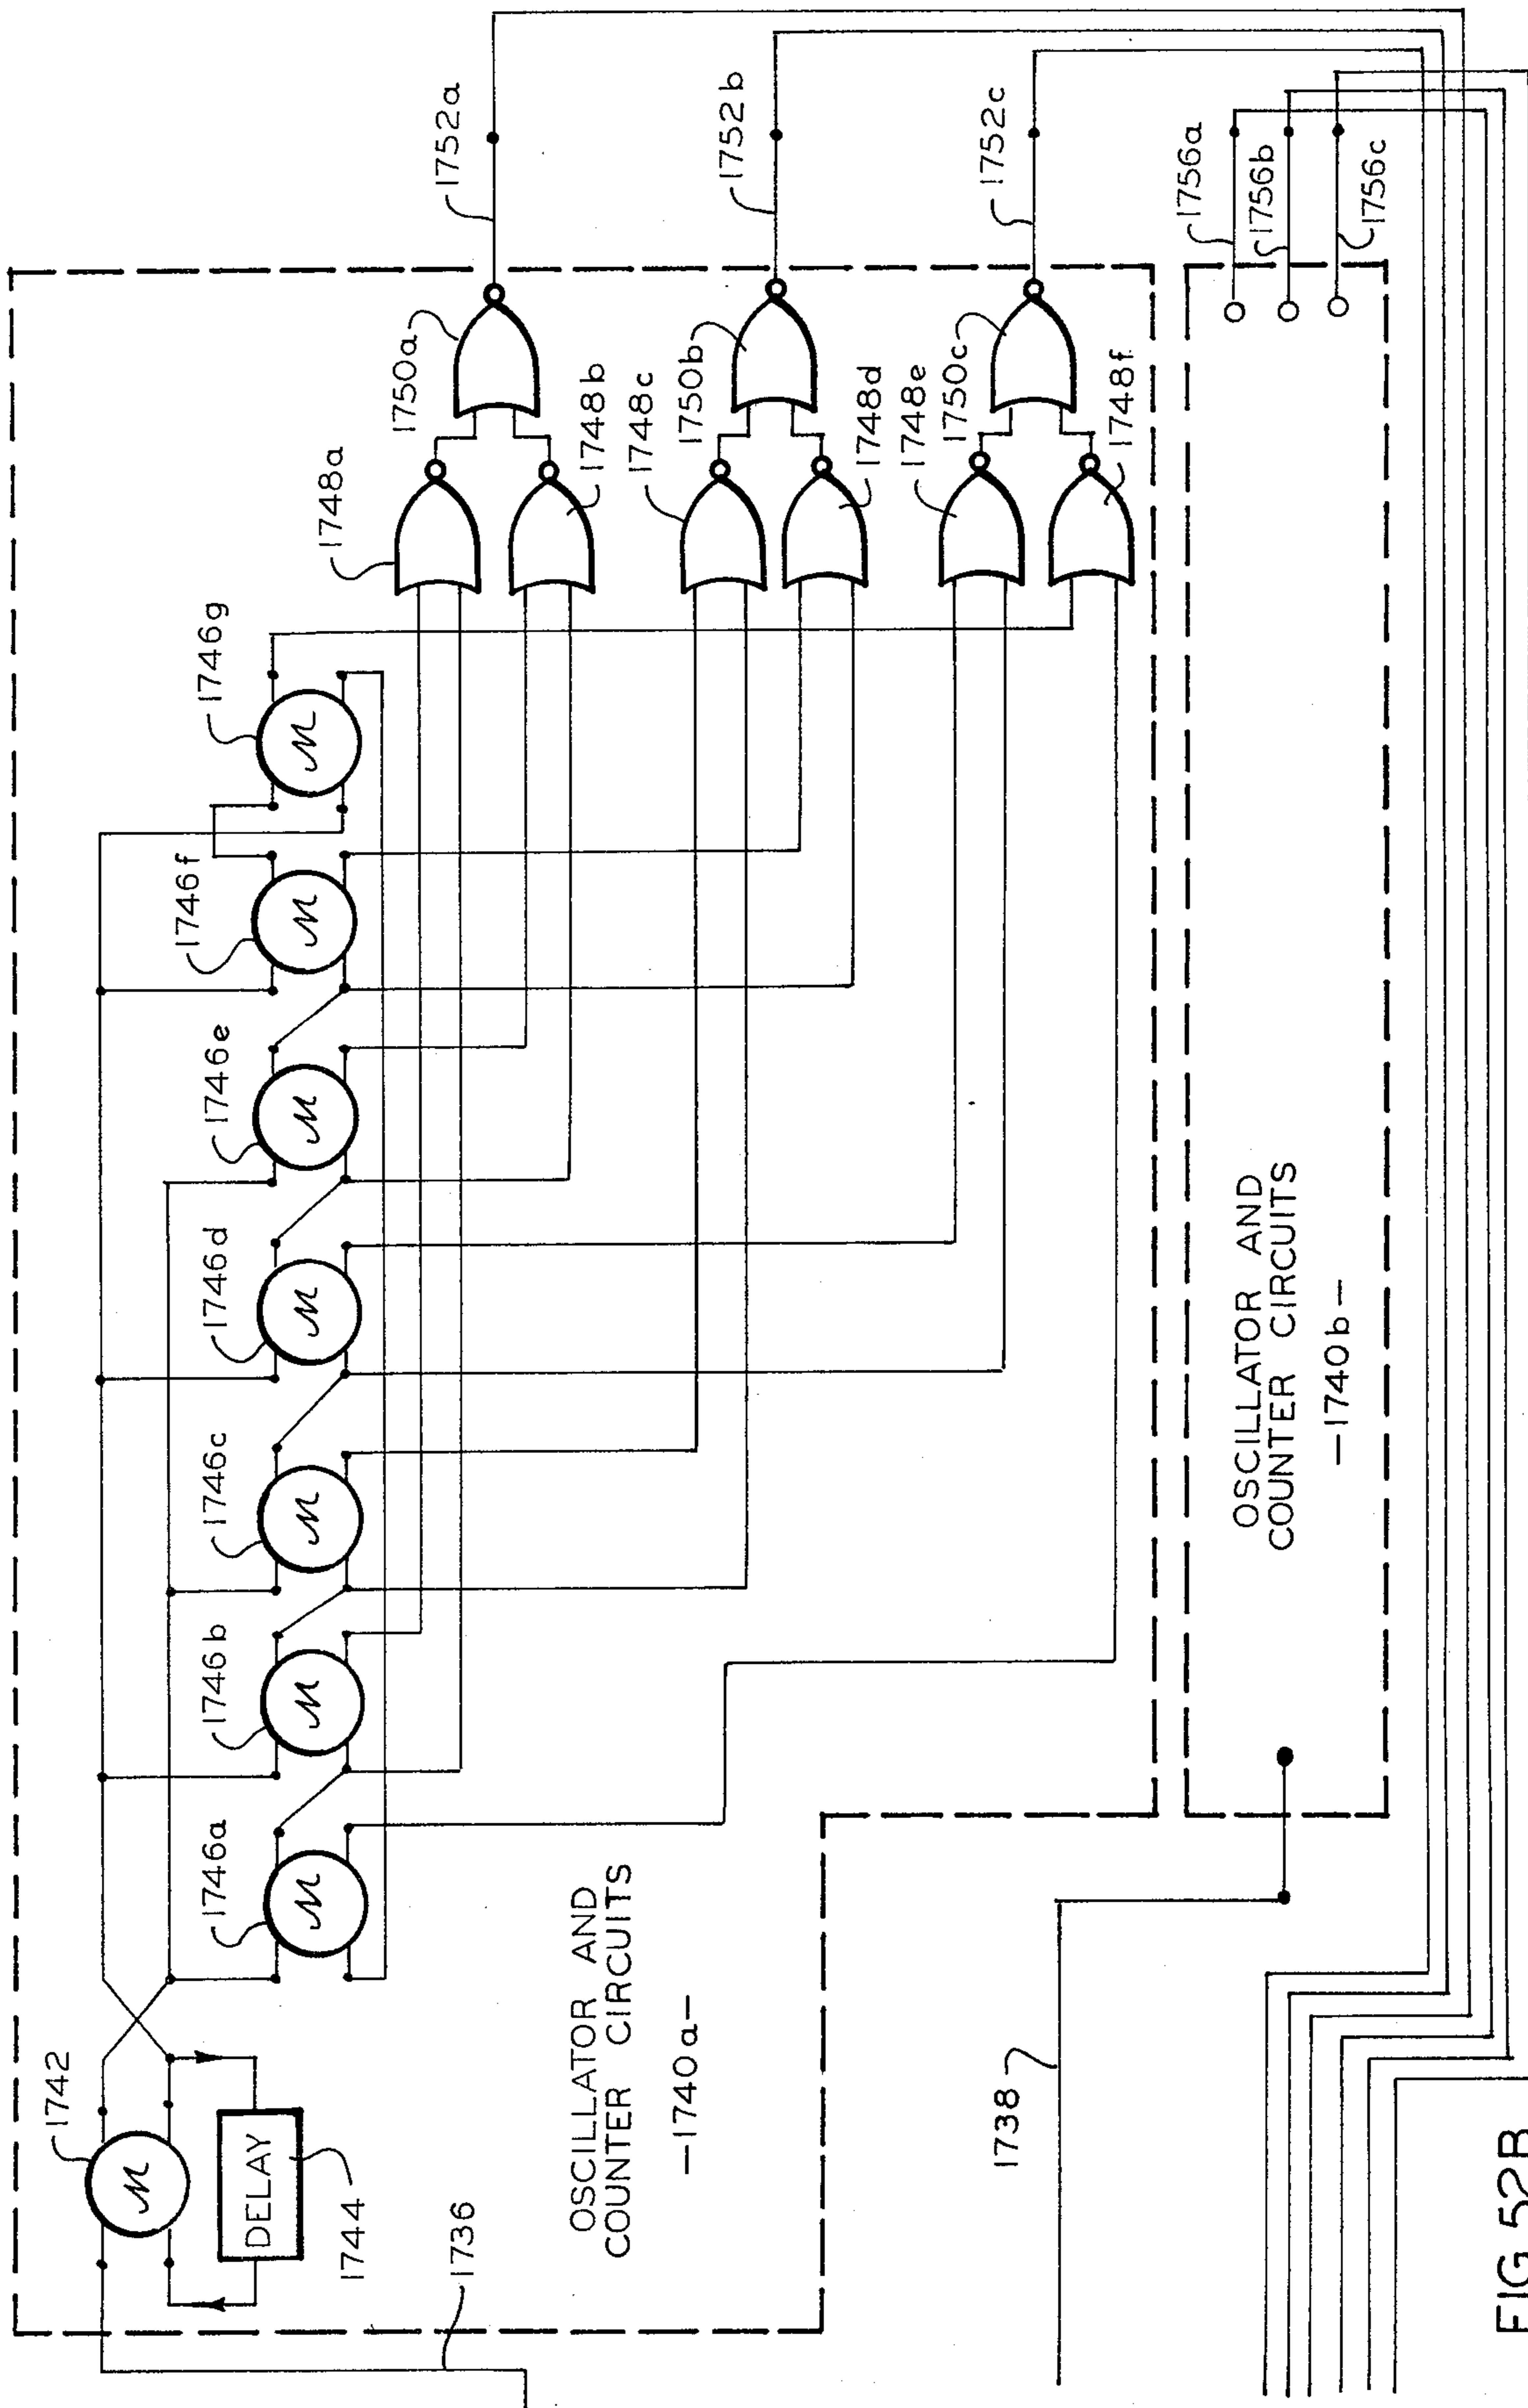 1742
DELAY
1744
1736
1746a
1746b
1746c
1746d
1746e
1746f
1746g
1748a
1750a
1748b
1748c
1750b
1748d
1748e
1750c
1748f
1752a
1752b
1752c
OSCILLATOR AND
COUNTER CIRCUITS
-1740a-
1738
OSCILLATOR AND
COUNTER CIRCUITS
-1740b-
1756a
1756b
1756c
FIG 52B